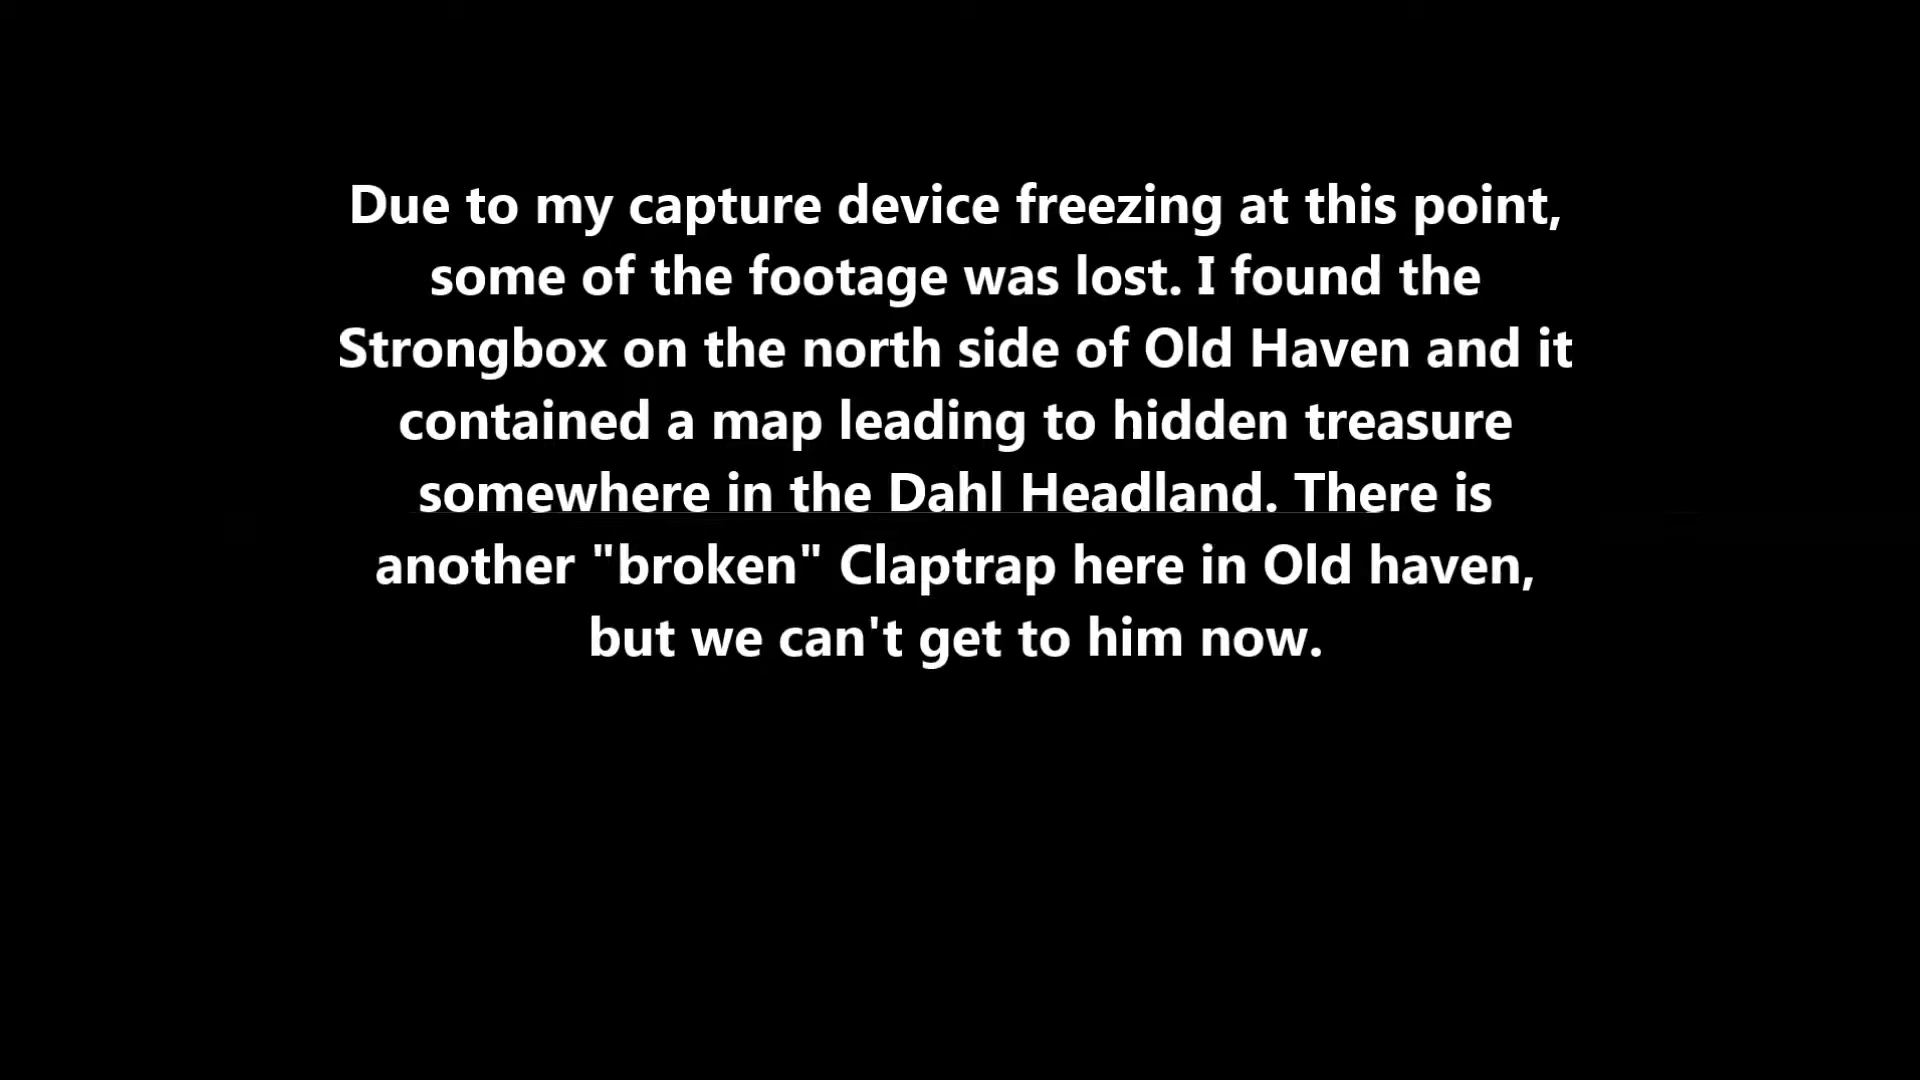 Due to my capture device freezing at this point,
some of the footage was lost. I found the
Strongbox on the north side of Old Haven and it
contained a map leading to hidden treasure
somewhere in the Dahl Headland. There is
another "broken" Claptrap here in Old haven,
but we can't get to him now.